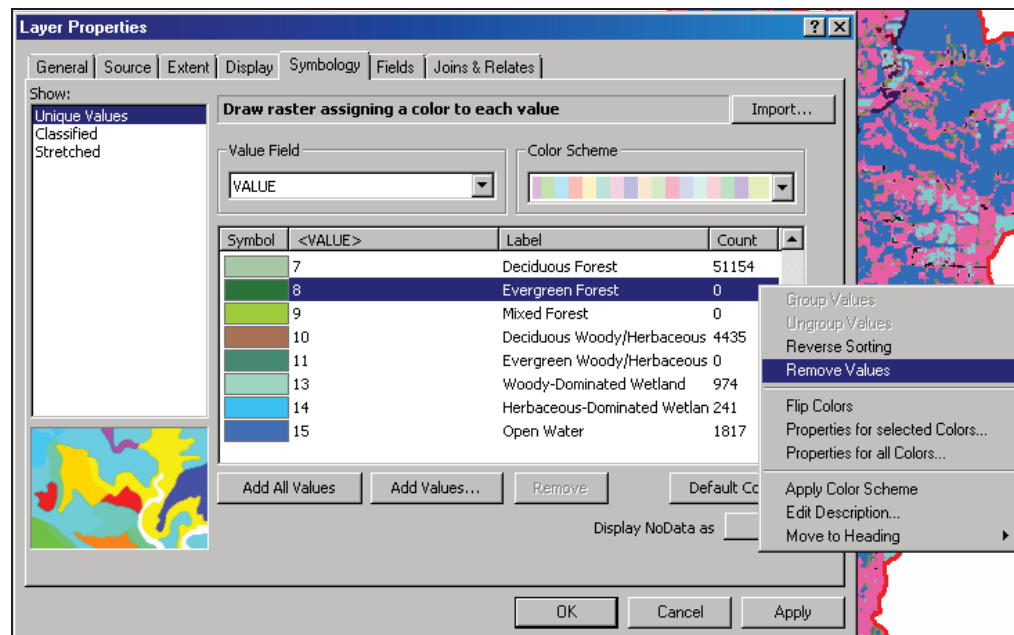 Layer Properties
General Source Extent Display Symbology Fields Joins & Relates
Show:
Unique Values
Classified
Stretched
Draw raster assigning a color to each value
Import...
Value Field
VALUE
Color Scheme
Symbol <VALUE> Label Count
7 Deciduous Forest 51154
8 Evergreen Forest 0
9 Mixed Forest 0
10 Deciduous Woody/Herbaceous 4435
11 Evergreen Woody/Herbaceous 0
13 Woody-Dominated Wetland 974
14 Herbaceous-Dominated Wetlan 241
15 Open Water 1817
Group Values
Ungroup Values
Reverse Sorting
Remove Values
Flip Colors
Properties for selected Colors...
Properties for all Colors...
Apply Color Scheme
Edit Description...
Move to Heading
Add All Values Add Values... Remove Default Co
Display NoData as
OK Cancel Apply